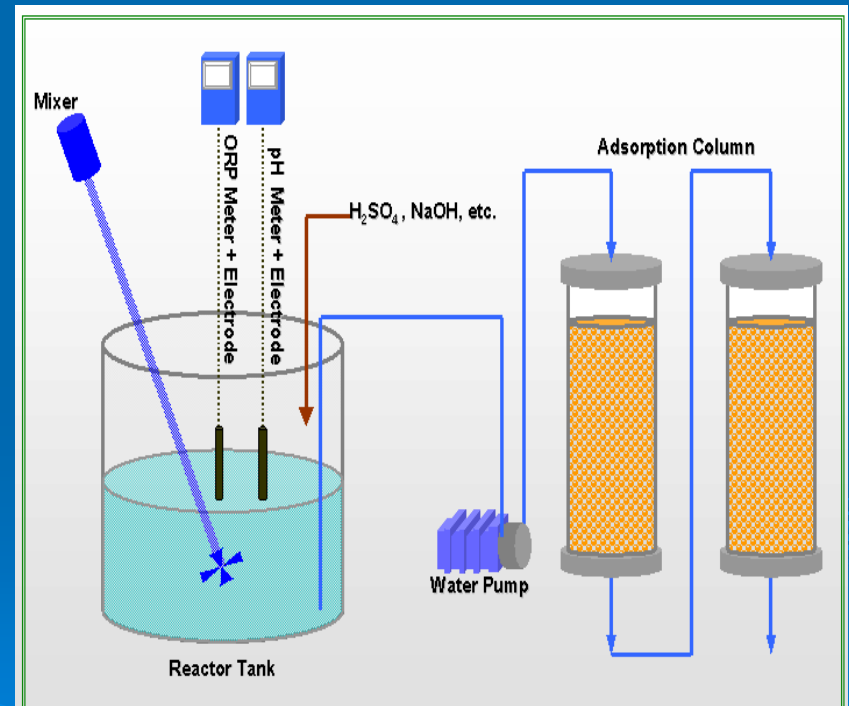 Mixer
ORP Meter + Electrode
pH Meter + Electrode
H₂SO₄ , NaOH, etc.
Adsorption Column
Water Pump
Reactor Tank